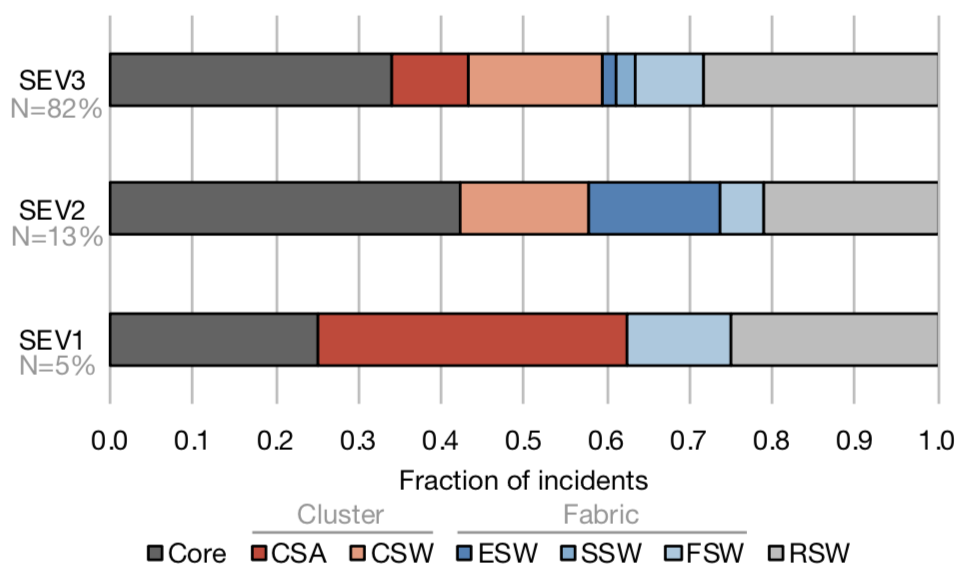 SEV3
N=82%
SEV2
N=13%
SEV1
N=5%
0.0 0.1 0.2 0.3 0.4 0.5 0.6 0.7 0.8 0.9 1.0
Fraction of incidents
Cluster Fabric
Core CSA CSW ESW SSW FSW RSW